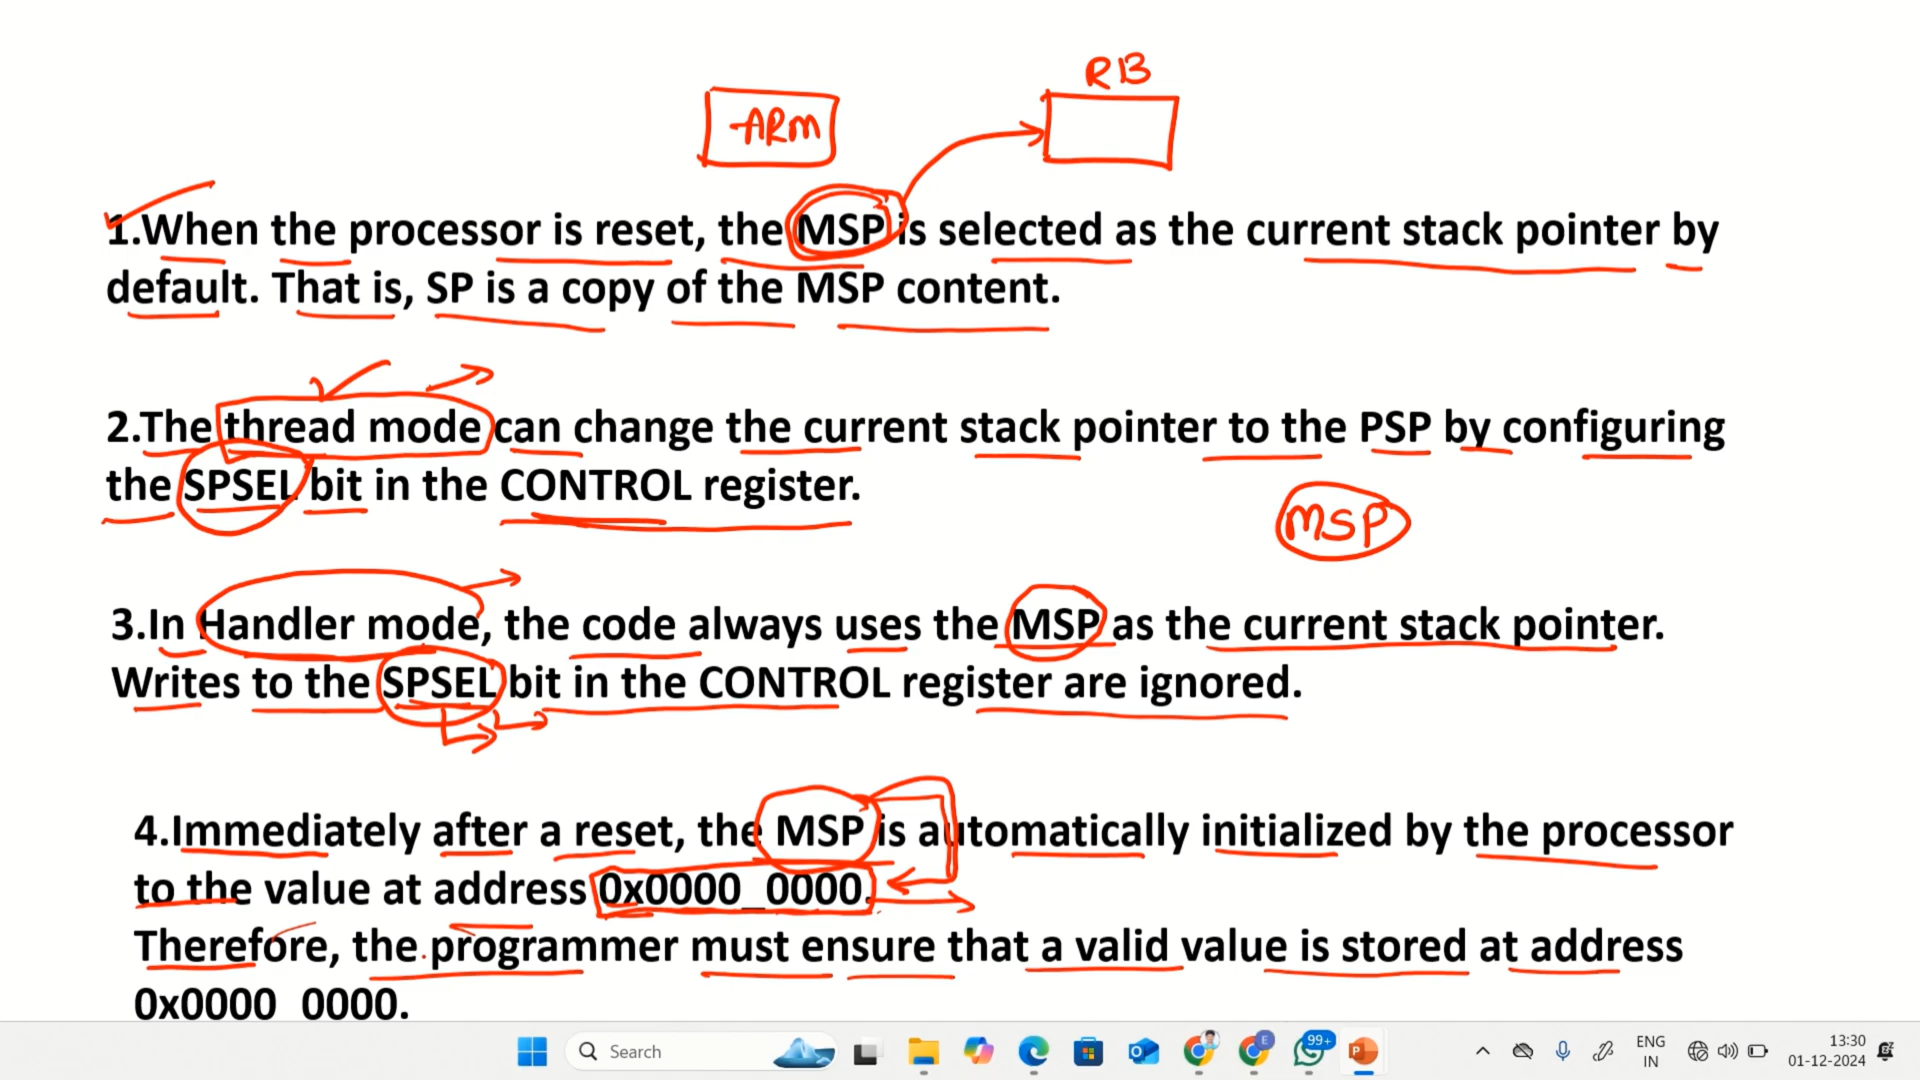 R13
ARM
1.When the processor is reset, the MSP is selected as the current stack pointer by
default. That is, SP is a copy of the MSP content.
2.The thread mode can change the current stack pointer to the PSP by configuring
the SPSEL bit in the CONTROL register.
MSP
3.In Handler mode, the code always uses the MSP as the current stack pointer.
Writes to the SPSEL bit in the CONTROL register are ignored.
4.Immediately after a reset, the MSP is automatically initialized by the processor
to the value at address 0x0000_0000.
Therefore, the programmer must ensure that a valid value is stored at address
0x0000_0000.
Search
99+
ENG
IN
13:30
01-12-2024